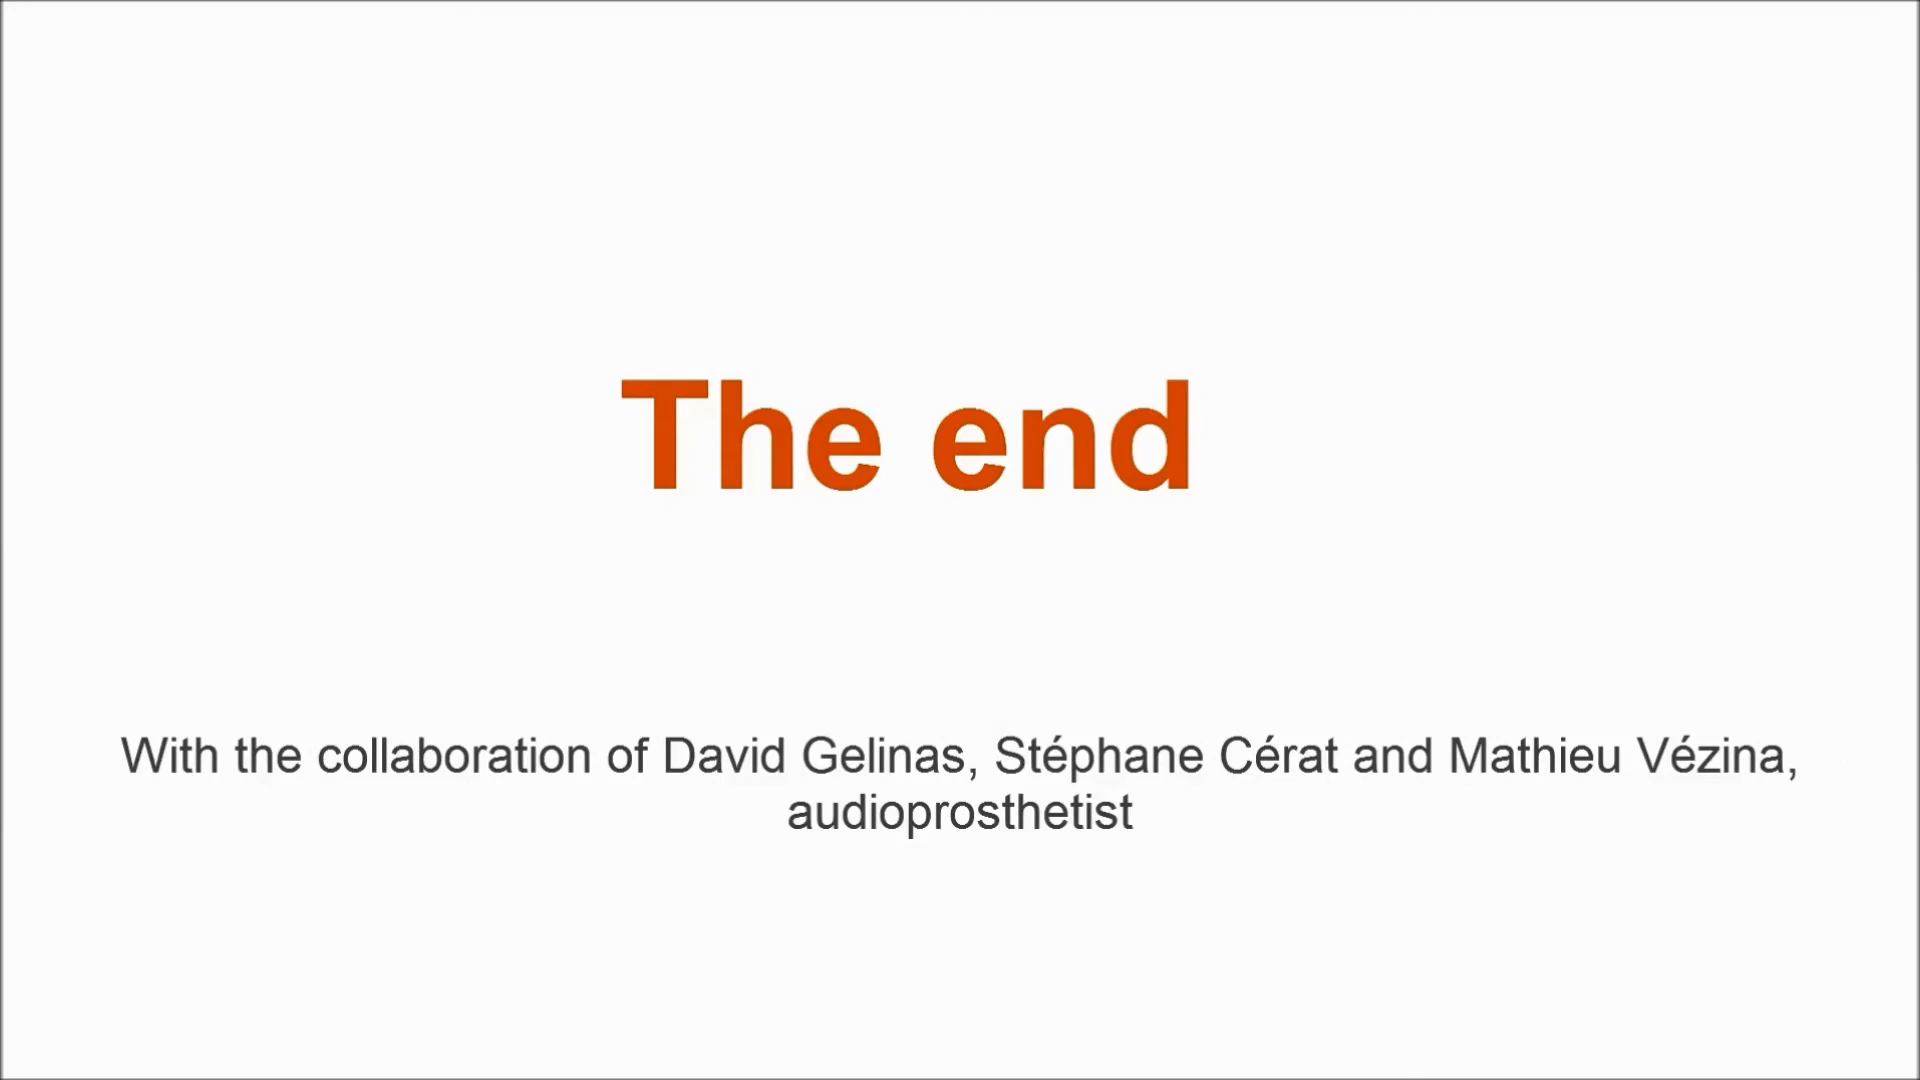 The end
With the collaboration of David Gelinas, Stéphane Cérat and Mathieu Vézina,
audioprosthetist